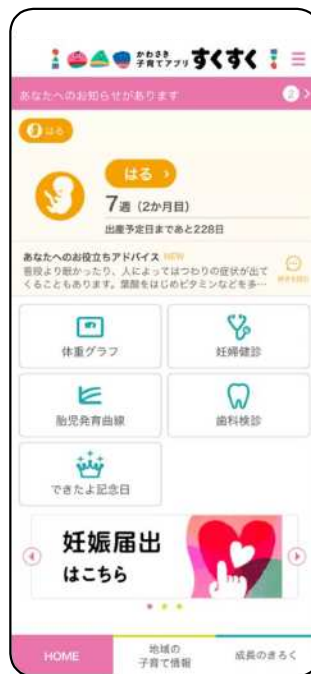 かわさき
子育てアプリ すくすく
あなたへのお知らせがあります 2
はる
はる
7週（2か月目）
出産予定日まであと228日
あなたへのお役立ちアドバイス NEW
普段より眠かったり、人によってはつわりの症状が出て
くることもあります。葉酸をはじめビタミンなどを多…
体重グラフ
妊婦健診
胎児発育曲線
歯科検診
できたよ記念日
妊娠届出
はこちら
HOME
地域の
子育て情報
成長のきろく